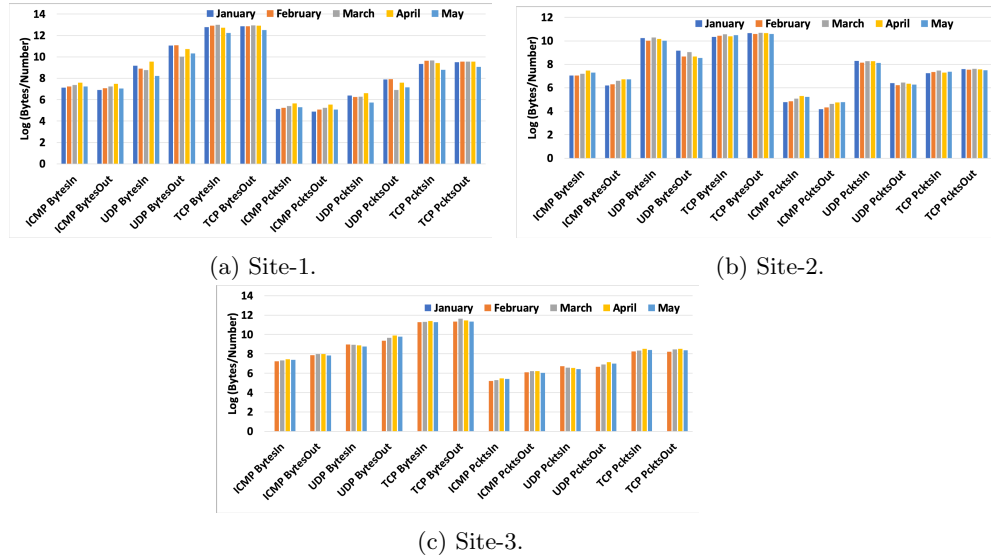 14
12
10
8
6
4
2
0
Log (Bytes/Number)
January February March April May
ICMP BytesIn
ICMP BytesOut
UDP BytesIn
UDP BytesOut
TCP BytesIn
TCP BytesOut
ICMP PcktsIn
ICMP PcktsOut
UDP PcktsIn
UDP PcktsOut
TCP PcktsIn
TCP PcktsOut
(a) Site-1.
12
10
8
6
4
2
0
Log (Bytes/Number)
January February March April May
ICMP BytesIn
ICMP BytesOut
UDP BytesIn
UDP BytesOut
TCP BytesIn
TCP BytesOut
ICMP PcktsIn
ICMP PcktsOut
UDP PcktsIn
UDP PcktsOut
TCP PcktsIn
TCP PcktsOut
(b) Site-2.
14
12
10
8
6
4
2
0
Log (Bytes/Number)
January February March April May
ICMP BytesIn
ICMP BytesOut
UDP BytesIn
UDP BytesOut
TCP BytesIn
TCP BytesOut
ICMP PcktsIn
ICMP PcktsOut
UDP PcktsIn
UDP PcktsOut
TCP PcktsIn
TCP PcktsOut
(c) Site-3.